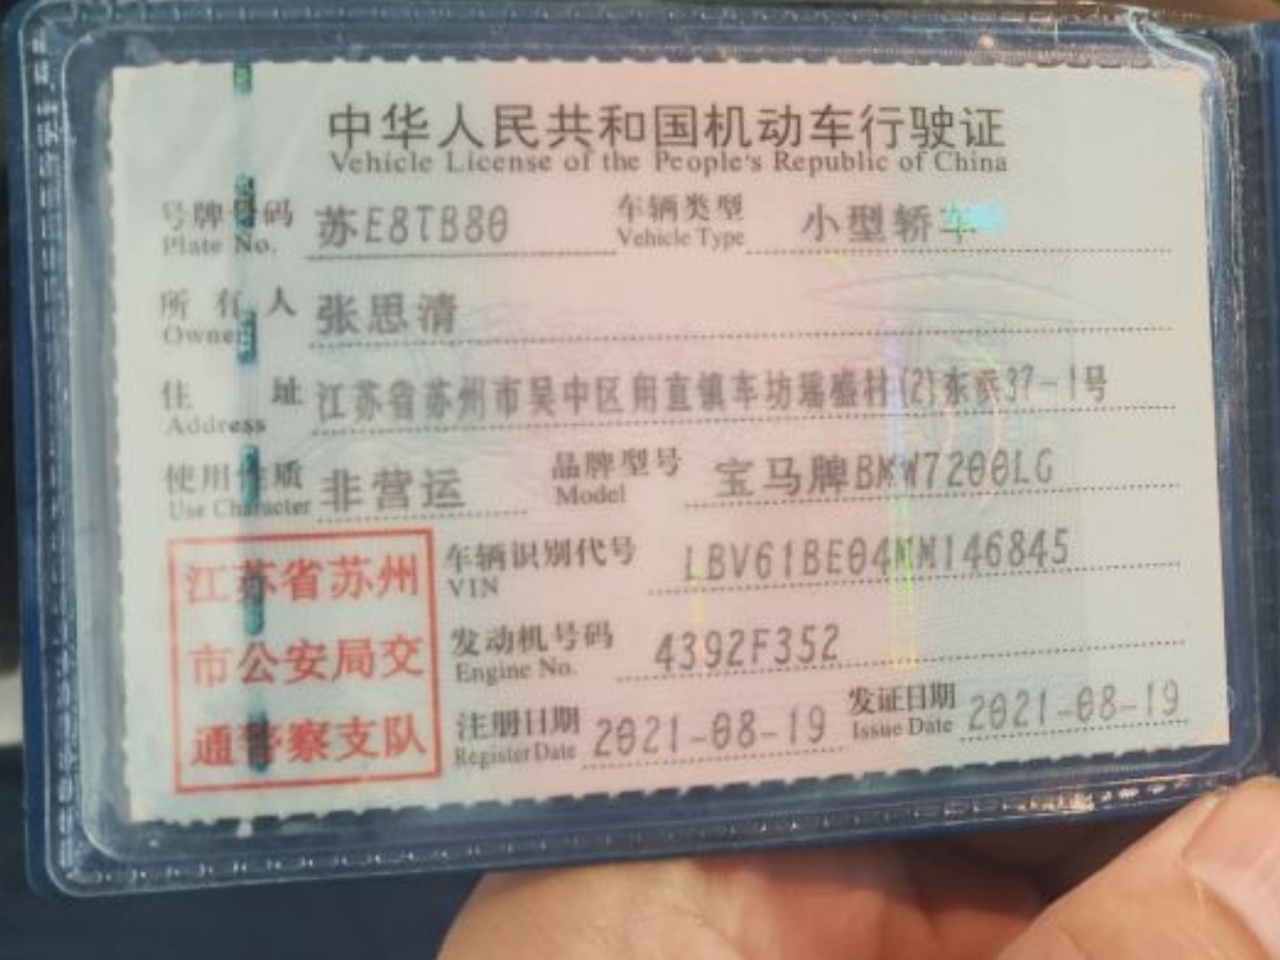 中华人民共和国机动车行驶证
Vehicle License of the People's Republic of China
号牌号码 苏E8TB80 车辆类型 小型轿车
Plate No. Vehicle Type
所有人 张思清
Owner
住址 江苏省苏州市吴中区甪直镇车坊瑶盛村(2)东家37-1号
Address
使用性质 非营运 品牌型号 宝马牌BMW7200LG
Use Character Model
江苏省苏州
市公安局交
通警察支队
车辆识别代号 LBV61BE04MM146845
VIN
发动机号码 4392F352
Engine No.
注册日期 2021-08-19 发证日期 2021-08-19
Register Date Issue Date